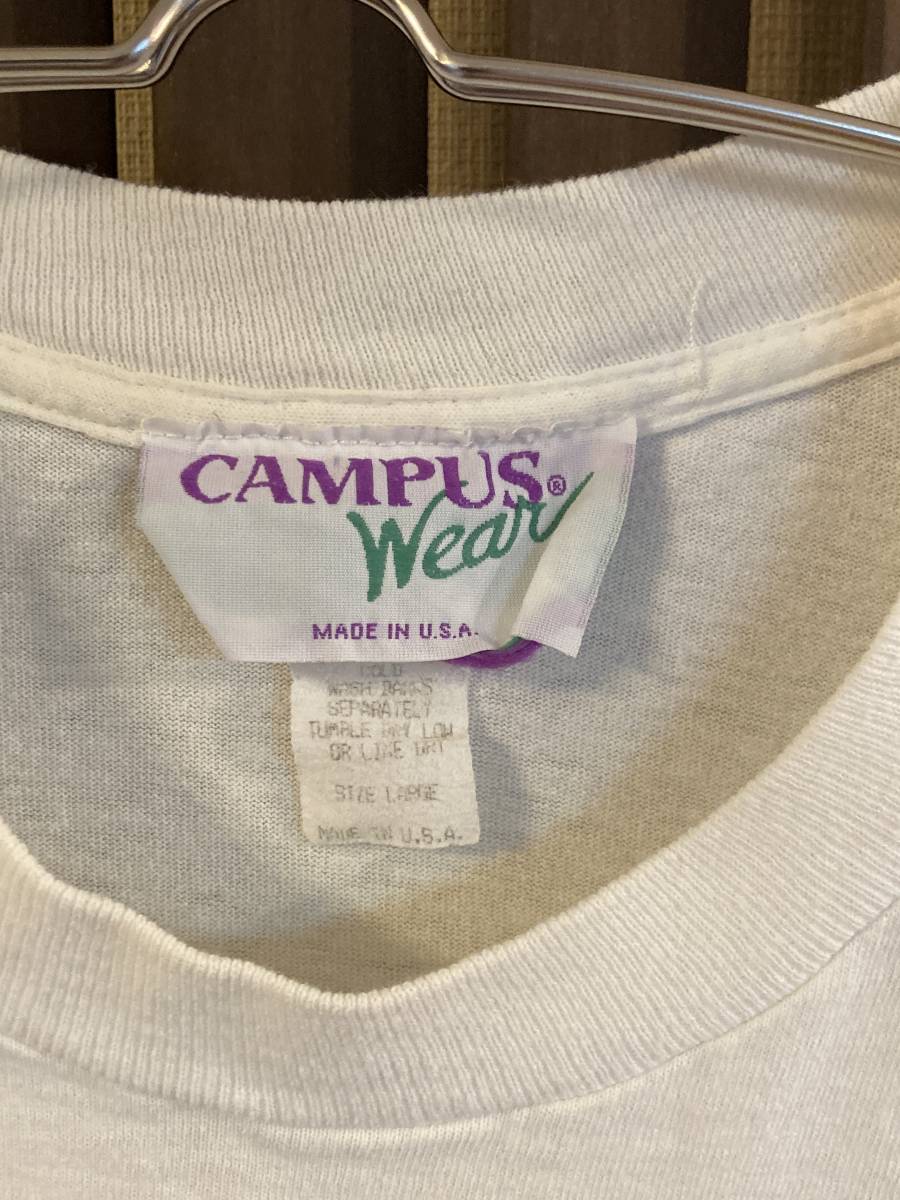 CAMPUS®
Wear
MADE IN U.S.A.
COLD
WASH DARKS
SEPARATELY
TUMBLE DRY LOW
OR LINE DRY
SIZE LARGE
MADE IN U.S.A.